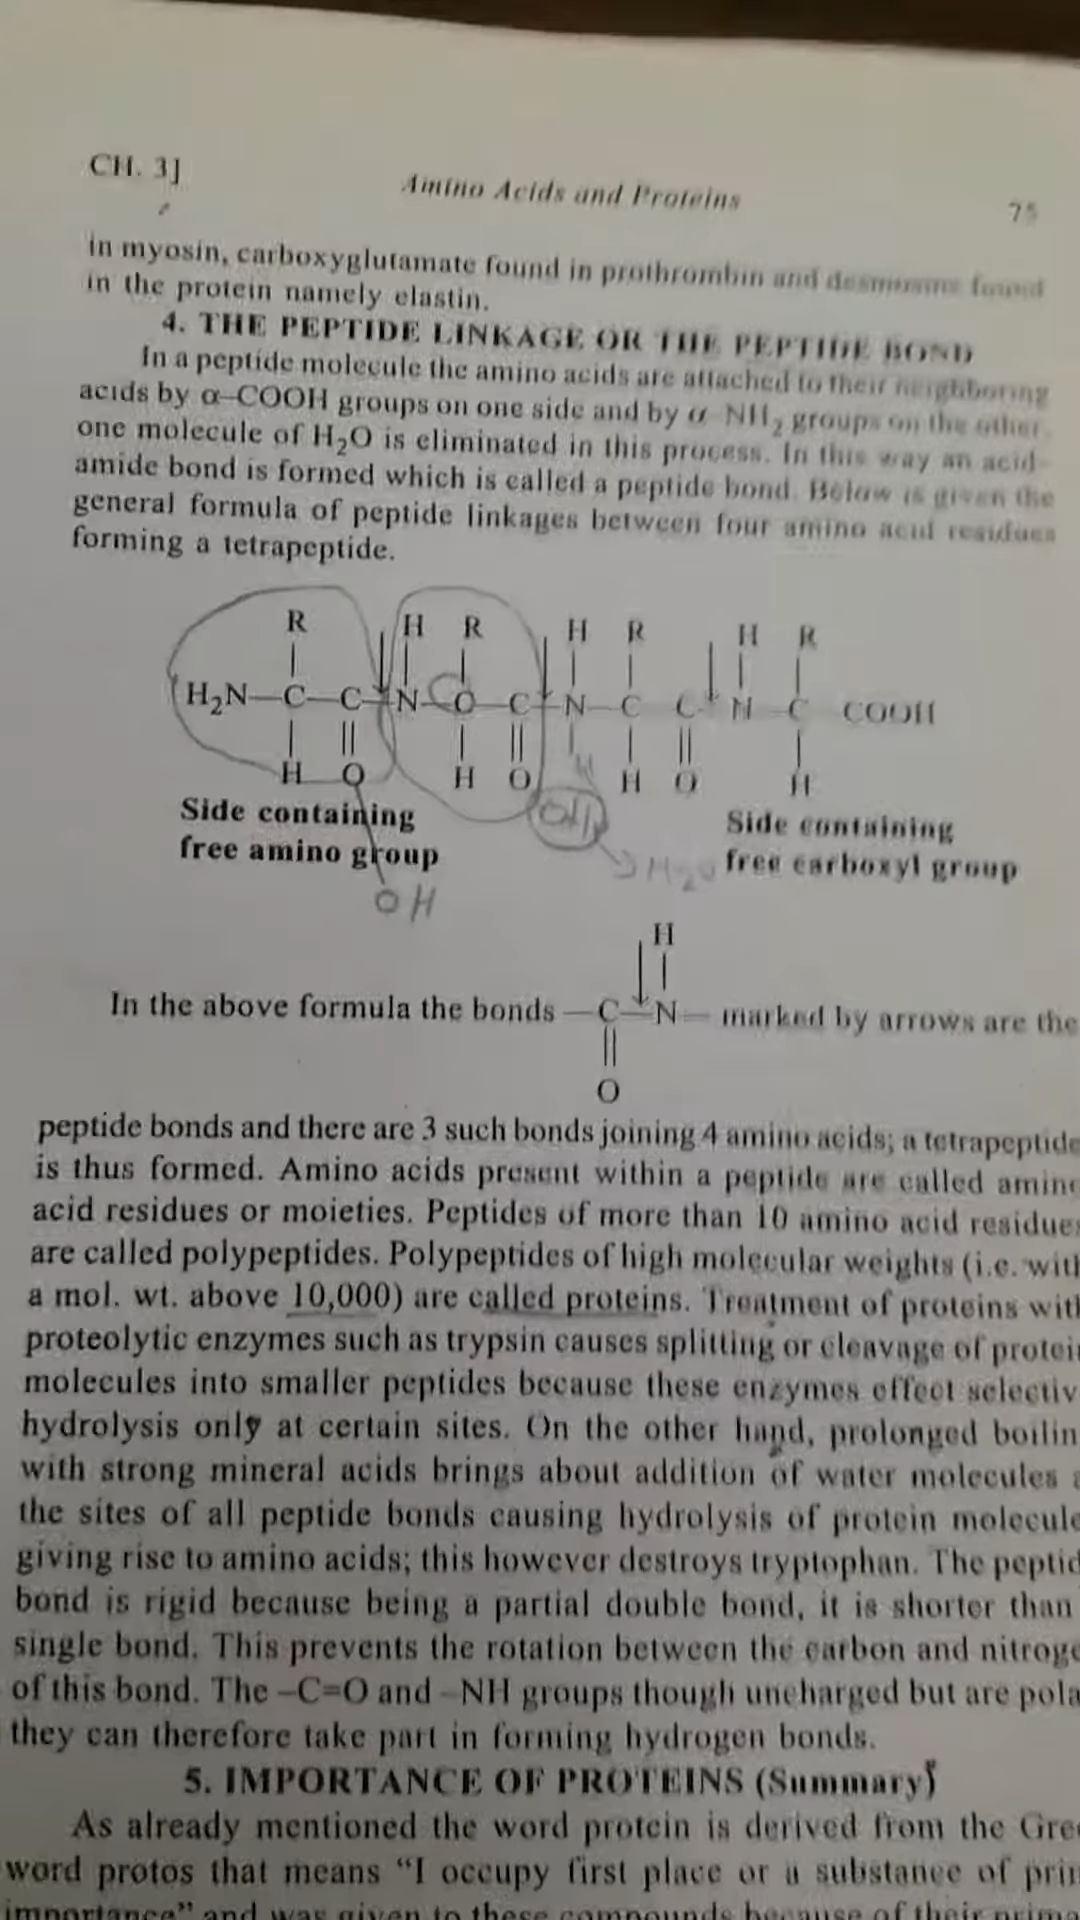 CH. 3]
Amino Acids and Proteins
75
in myosin, carboxyglutamate found in prothrombin and desmosine found
in the protein namely elastin.
4. THE PEPTIDE LINKAGE OR THE PEPTIDE BOND
In a peptide molecule the amino acids are attached to their neighboring
acids by α–COOH groups on one side and by α NH₂ groups on the other.
one molecule of H₂O is eliminated in this process. In this way an acid-
amide bond is formed which is called a peptide bond. Below is given the
general formula of peptide linkages between four amino acid residues
forming a tetrapeptide.
R H R H R H R
H₂N—C—C—N—C—C—N—C C N C COOH
H O H O H H O H
Side containing
free amino group
Side containing
free carboxyl group
OH
H₂O
OH
H
In the above formula the bonds —C—N— marked by arrows are the
O
peptide bonds and there are 3 such bonds joining 4 amino acids; a tetrapeptide
is thus formed. Amino acids present within a peptide are called amino
acid residues or moieties. Peptides of more than 10 amino acid residues
are called polypeptides. Polypeptides of high molecular weights (i.e. with
a mol. wt. above 10,000) are called proteins. Treatment of proteins with
proteolytic enzymes such as trypsin causes splitting or cleavage of protein
molecules into smaller peptides because these enzymes effect selectiv
hydrolysis only at certain sites. On the other hand, prolonged boilin
with strong mineral acids brings about addition of water molecules a
the sites of all peptide bonds causing hydrolysis of protein molecule
giving rise to amino acids; this however destroys tryptophan. The peptid
bond is rigid because being a partial double bond, it is shorter than
single bond. This prevents the rotation between the carbon and nitroge
of this bond. The –C=O and –NH groups though uncharged but are pola
they can therefore take part in forming hydrogen bonds.
5. IMPORTANCE OF PROTEINS (Summary)
As already mentioned the word protein is derived from the Gree
word protos that means “I occupy first place or a substance of prim
importance” and was given to these compounds because of their prima